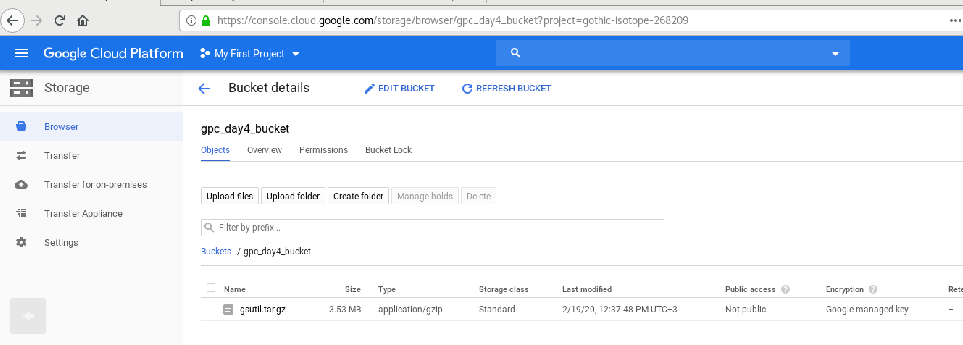 https://console.cloud.google.com/storage/browser/gpc_day4_bucket?project=gothic-isotope-268209
Google Cloud Platform My First Project
Storage Bucket details EDIT BUCKET REFRESH BUCKET
Browser
Transfer
Transfer for on-premises
Transfer Appliance
Settings
gpc_day4_bucket
Objects Overview Permissions Bucket Lock
Upload files Upload folder Create folder Manage holds Delete
Filter by prefix...
Buckets / gpc_day4_bucket
Name Size Type Storage class Last modified Public access Encryption Rete
gsutil.tar.gz 3.53 MB application/gzip Standard 2/19/20, 12:37:48 PM UTC+3 Not public Google managed key –